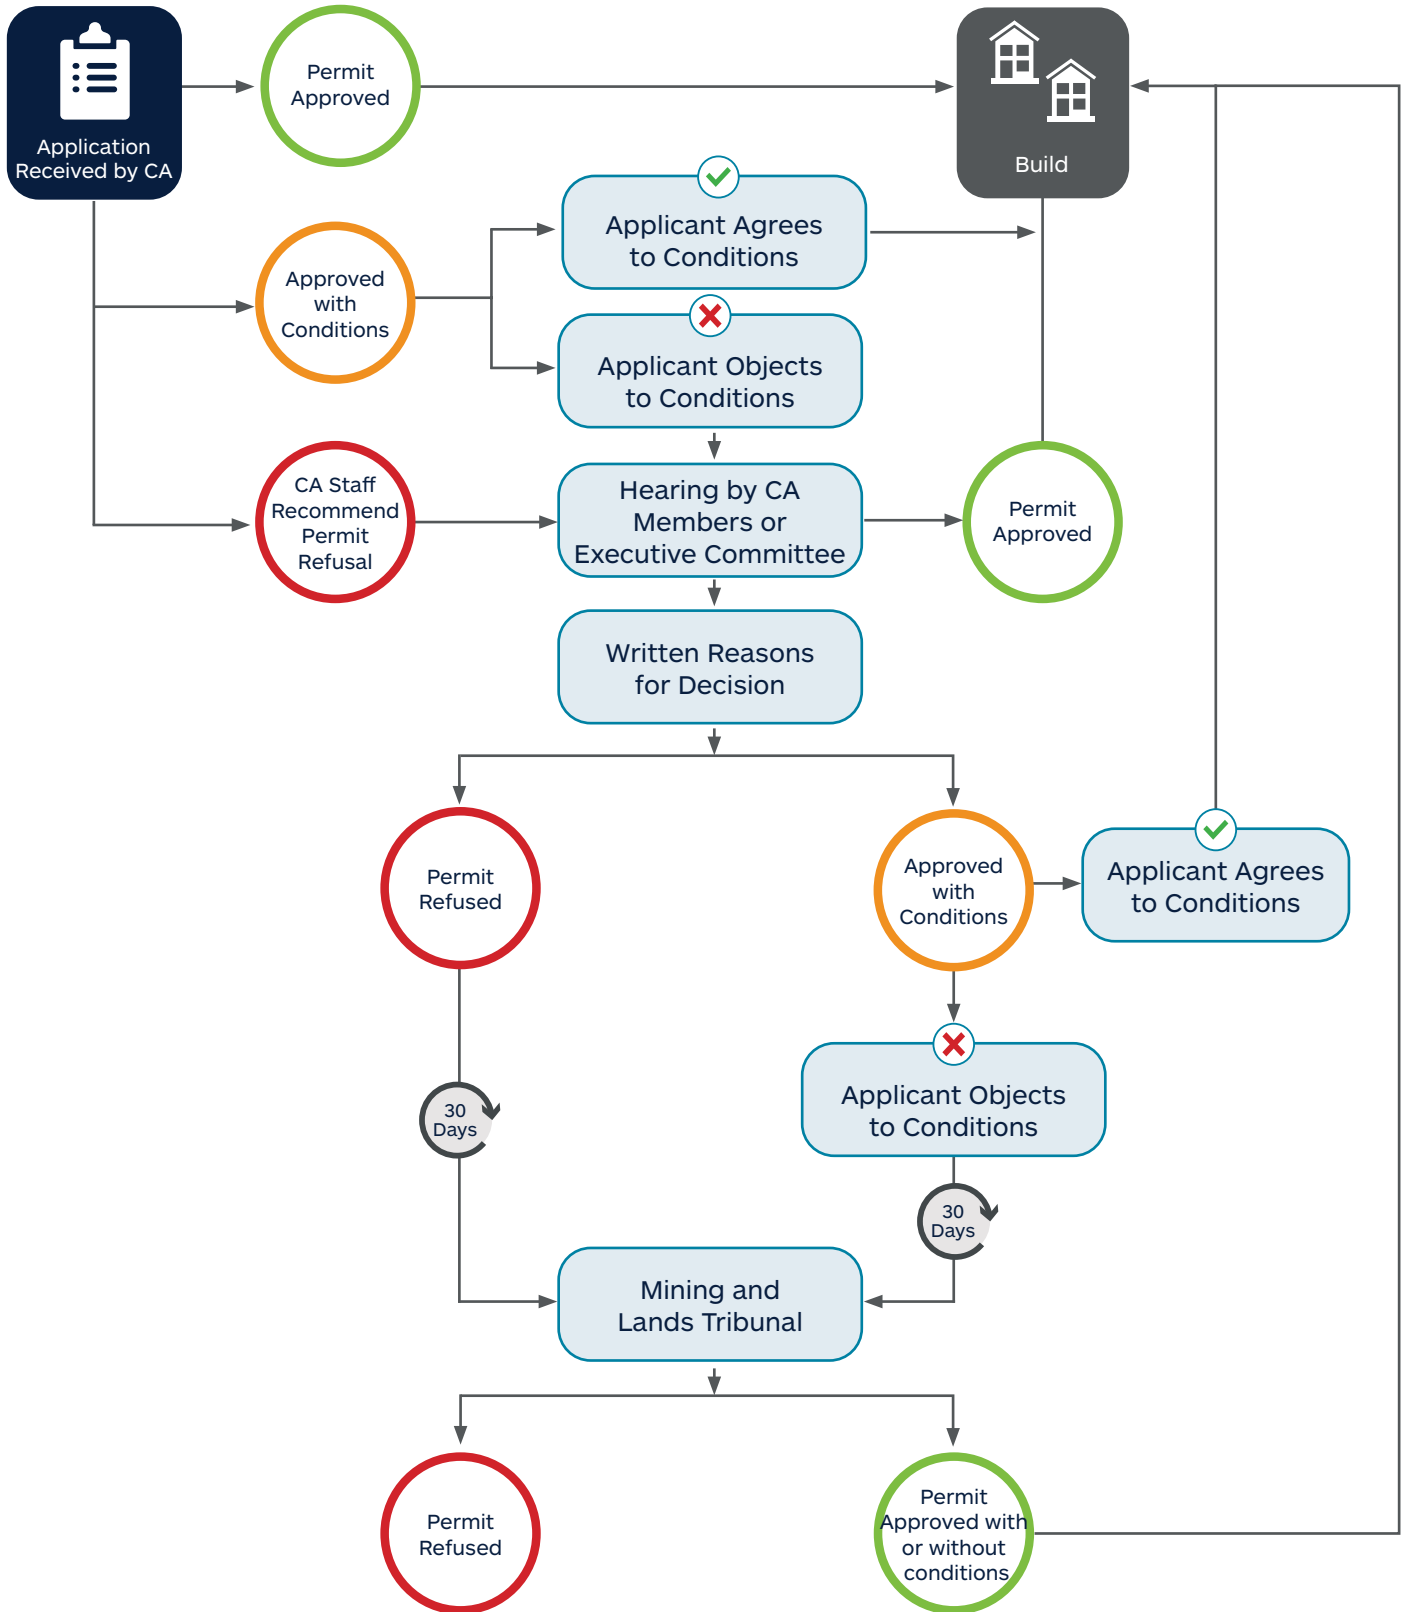 Application
Received by CA
Permit
Approved
Build
Applicant Agrees
to Conditions
Approved
with
Conditions
Applicant Objects
to Conditions
CA Staff
Recommend
Permit
Refusal
Hearing by CA
Members or
Executive Committee
Permit
Approved
Written Reasons
for Decision
Permit
Refused
Approved
with
Conditions
Applicant Agrees
to Conditions
Applicant Objects
to Conditions
30
Days
30
Days
Mining and
Lands Tribunal
Permit
Refused
Permit
Approved with
or without
conditions